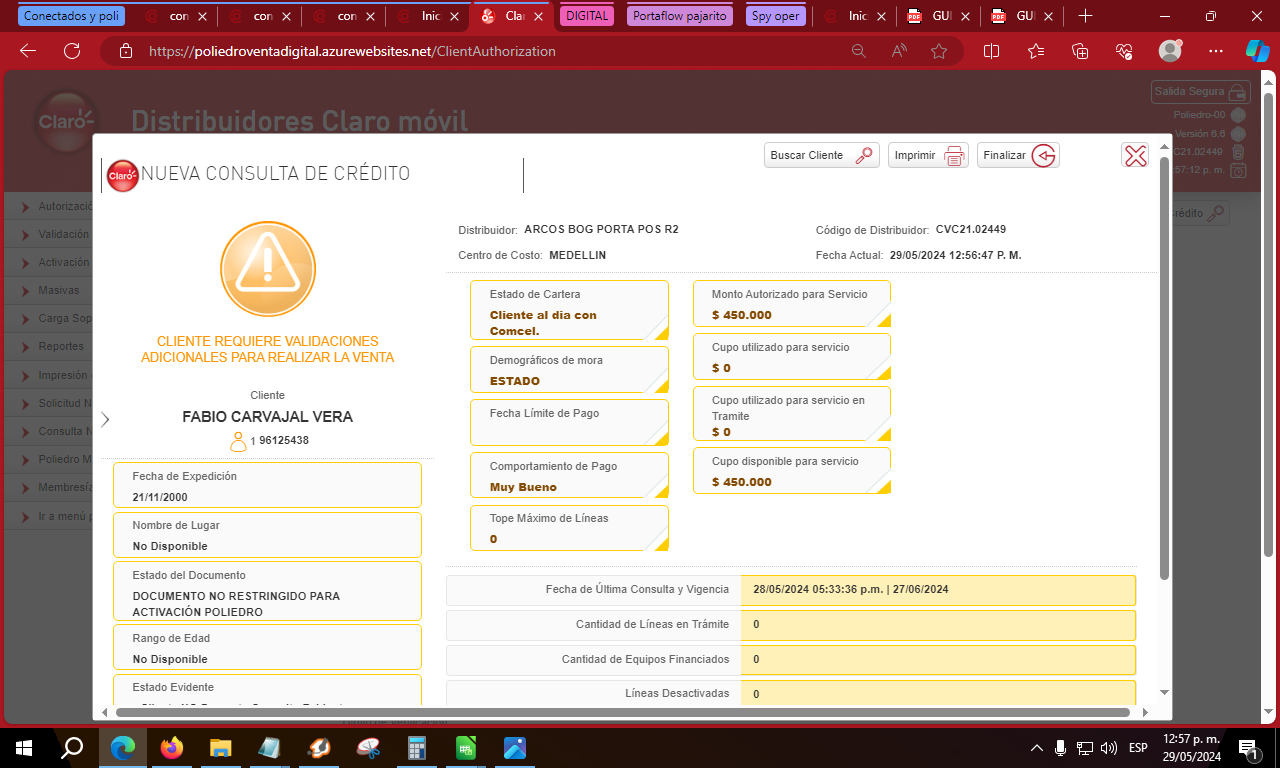 Conectados y poli
con
con
con
Inic
Clar
DIGITAL
Portaflow pajarito
Spy oper
Inic
GUI
GUI
https://poliedroventadigital.azurewebsites.net/ClientAuthorization
Claro
Distribuidores Claro móvil
Salida Segura
Poliedro-00
Versión 6.6
C21.02449
:57:12 p. m.
Crédito
Autorizació
Validación
Activación
Masivas
Carga Sop
Reportes
Impresión
Solicitud N
Consulta N
Poliedro M
Membresía
Ir a menú p
Buscar Cliente
Imprimir
Finalizar
Claro
NUEVA CONSULTA DE CRÉDITO
CLIENTE REQUIERE VALIDACIONES
ADICIONALES PARA REALIZAR LA VENTA
Cliente
FABIO CARVAJAL VERA
1 96125438
Fecha de Expedición
21/11/2000
Nombre de Lugar
No Disponible
Estado del Documento
DOCUMENTO NO RESTRINGIDO PARA
ACTIVACIÓN POLIEDRO
Rango de Edad
No Disponible
Estado Evidente
Distribuidor: ARCOS BOG PORTA POS R2
Código de Distribuidor: CVC21.02449
Centro de Costo: MEDELLIN
Fecha Actual: 29/05/2024 12:56:47 P. M.
Estado de Cartera
Cliente al dia con
Comcel.
Demográficos de mora
ESTADO
Fecha Límite de Pago
Comportamiento de Pago
Muy Bueno
Tope Máximo de Líneas
0
Monto Autorizado para Servicio
$ 450.000
Cupo utilizado para servicio
$ 0
Cupo utilizado para servicio en
Tramite
$ 0
Cupo disponible para servicio
$ 450.000
Fecha de Última Consulta y Vigencia 28/05/2024 05:33:36 p.m. | 27/06/2024
Cantidad de Líneas en Trámite 0
Cantidad de Equipos Financiados 0
Líneas Desactivadas 0
ESP
12:57 p. m.
29/05/2024
1